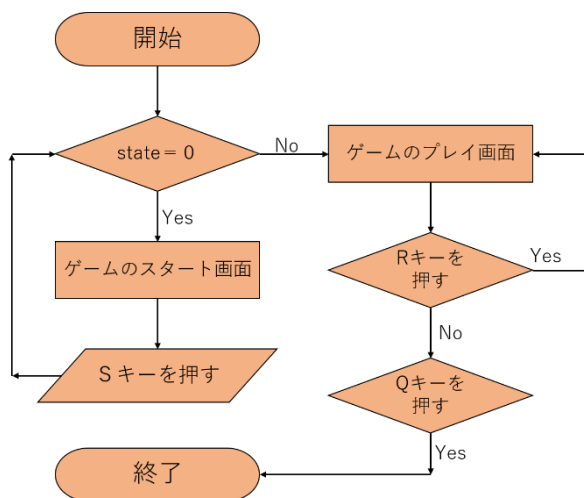 開始
state = 0
No
ゲームのプレイ画面
Yes
ゲームのスタート画面
Rキーを
押す
Yes
No
Sキーを押す
Qキーを
押す
Yes
終了